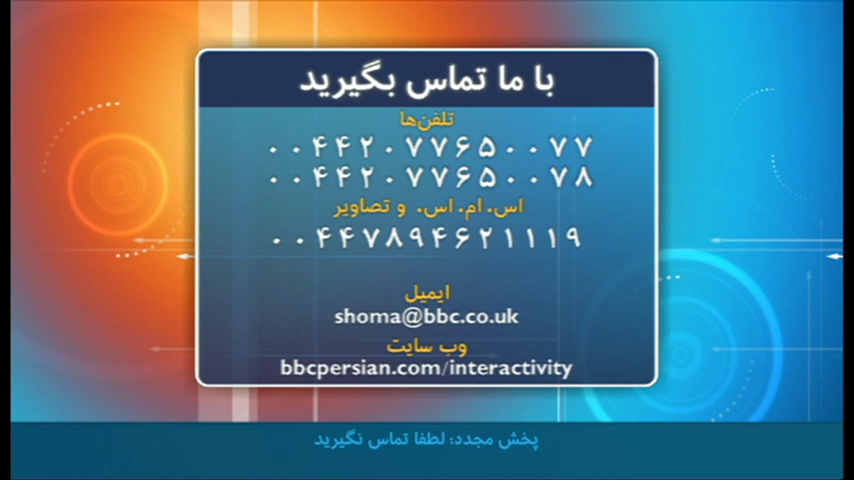 با ما تماس بگیرید
تلفن‌ها
۰۰۴۴۲۰۷۷۶۵۰۰۷۷
۰۰۴۴۲۰۷۷۶۵۰۰۷۸
اس. ام. اس. و تصاویر
۰۰۴۴۷۸۹۴۶۲۱۱۱۹
ایمیل
shoma@bbc.co.uk
وب سایت
bbcpersian.com/interactivity
پخش مجدد؛ لطفا تماس نگیرید